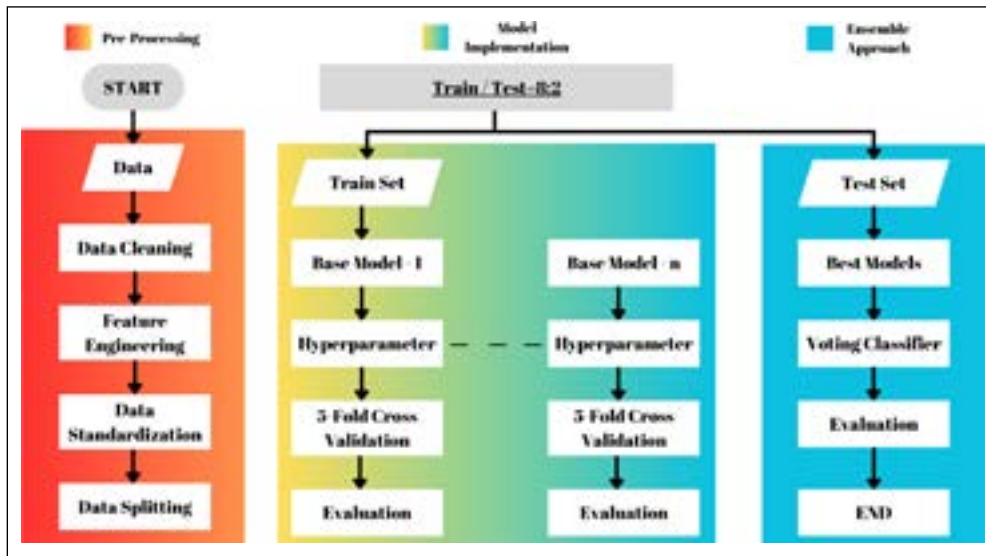 Pre-Processing
Model
Implementation
Ensemble
Approach
START
Train / Test=8:2
Data
Data Cleaning
Feature
Engineering
Data
Standardization
Data Splitting
Train Set
Base Model - 1
Hyperparameter
5-Fold Cross
Validation
Evaluation
Base Model - n
Hyperparameter
5-Fold Cross
Validation
Evaluation
Test Set
Best Models
Voting Classifier
Evaluation
END